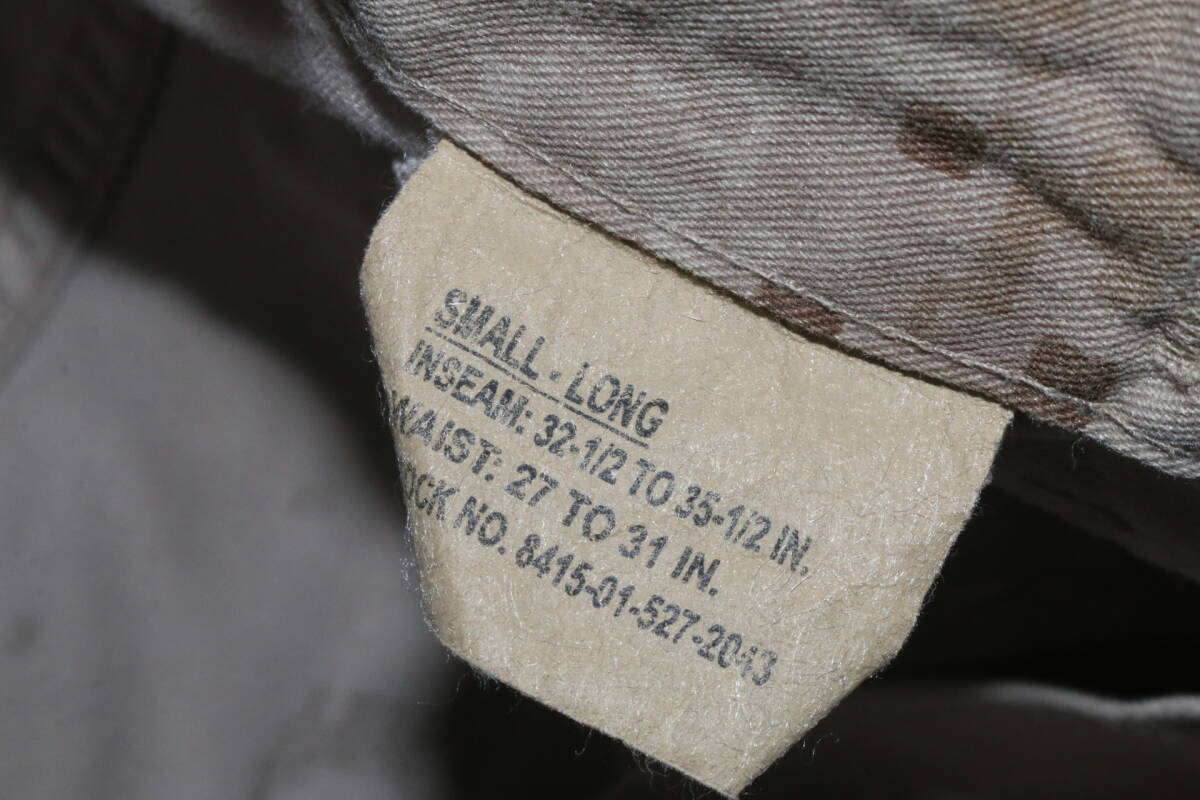 SMALL - LONG
INSEAM: 32-1/2 TO 35-1/2 IN.
WAIST: 27 TO 31 IN.
OCK NO. 8415-01-527-2043